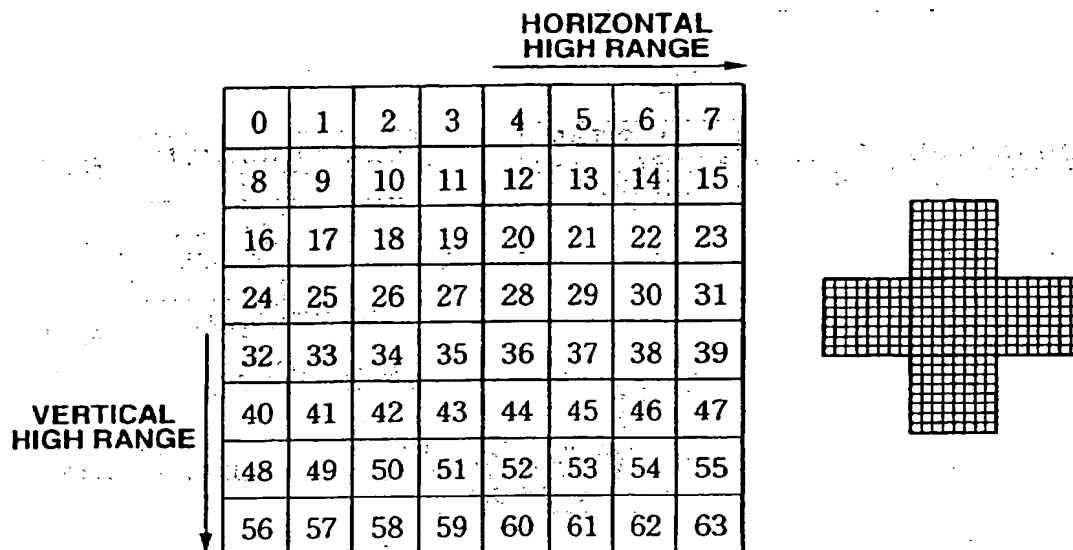 HORIZONTAL
HIGH RANGE
0 1 2 3 4 5 6 7
8 9 10 11 12 13 14 15
16 17 18 19 20 21 22 23
24 25 26 27 28 29 30 31
32 33 34 35 36 37 38 39
40 41 42 43 44 45 46 47
48 49 50 51 52 53 54 55
56 57 58 59 60 61 62 63
VERTICAL
HIGH RANGE